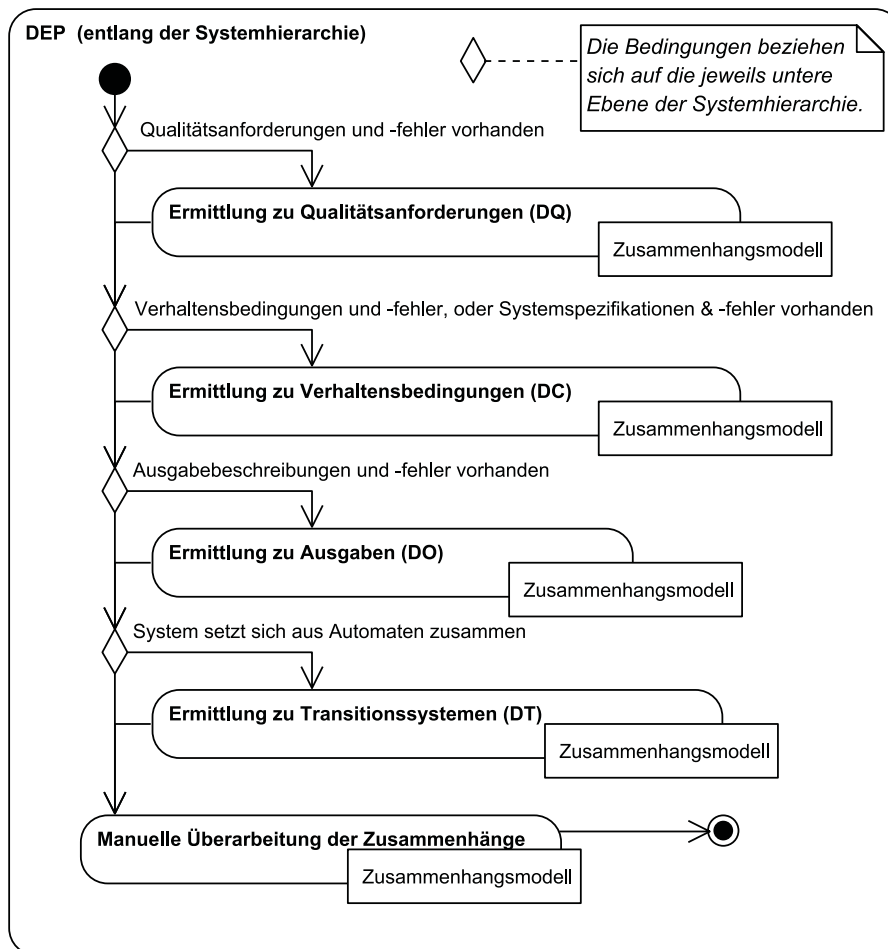 DEP (entlang der Systemhierarchie)
Die Bedingungen beziehen
sich auf die jeweils untere
Ebene der Systemhierarchie.
Qualitätsanforderungen und -fehler vorhanden
Ermittlung zu Qualitätsanforderungen (DQ)
Zusammenhangsmodell
Verhaltensbedingungen und -fehler, oder Systemspezifikationen & -fehler vorhanden
Ermittlung zu Verhaltensbedingungen (DC)
Zusammenhangsmodell
Ausgabebeschreibungen und -fehler vorhanden
Ermittlung zu Ausgaben (DO)
Zusammenhangsmodell
System setzt sich aus Automaten zusammen
Ermittlung zu Transitionssystemen (DT)
Zusammenhangsmodell
Manuelle Überarbeitung der Zusammenhänge
Zusammenhangsmodell